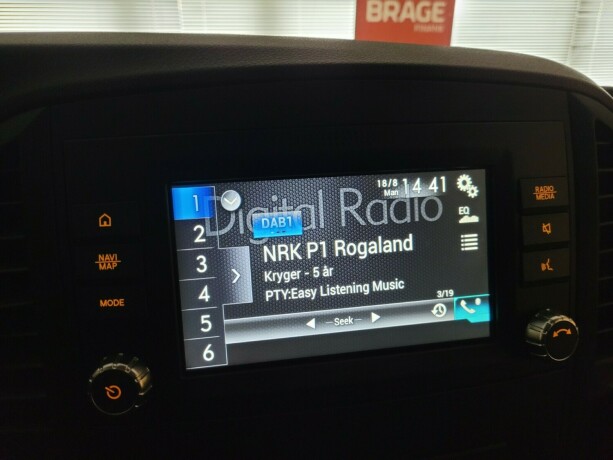 BRAGE
FINANS
18/8
Mon
14 41
1
2
3
4
5
6
Digital Radio
DAB1
EQ
NRK P1 Rogaland
Kryger - 5 år
PTY:Easy Listening Music
3/19
Seek
NAVI
MAP
MODE
RADIO
MEDIA